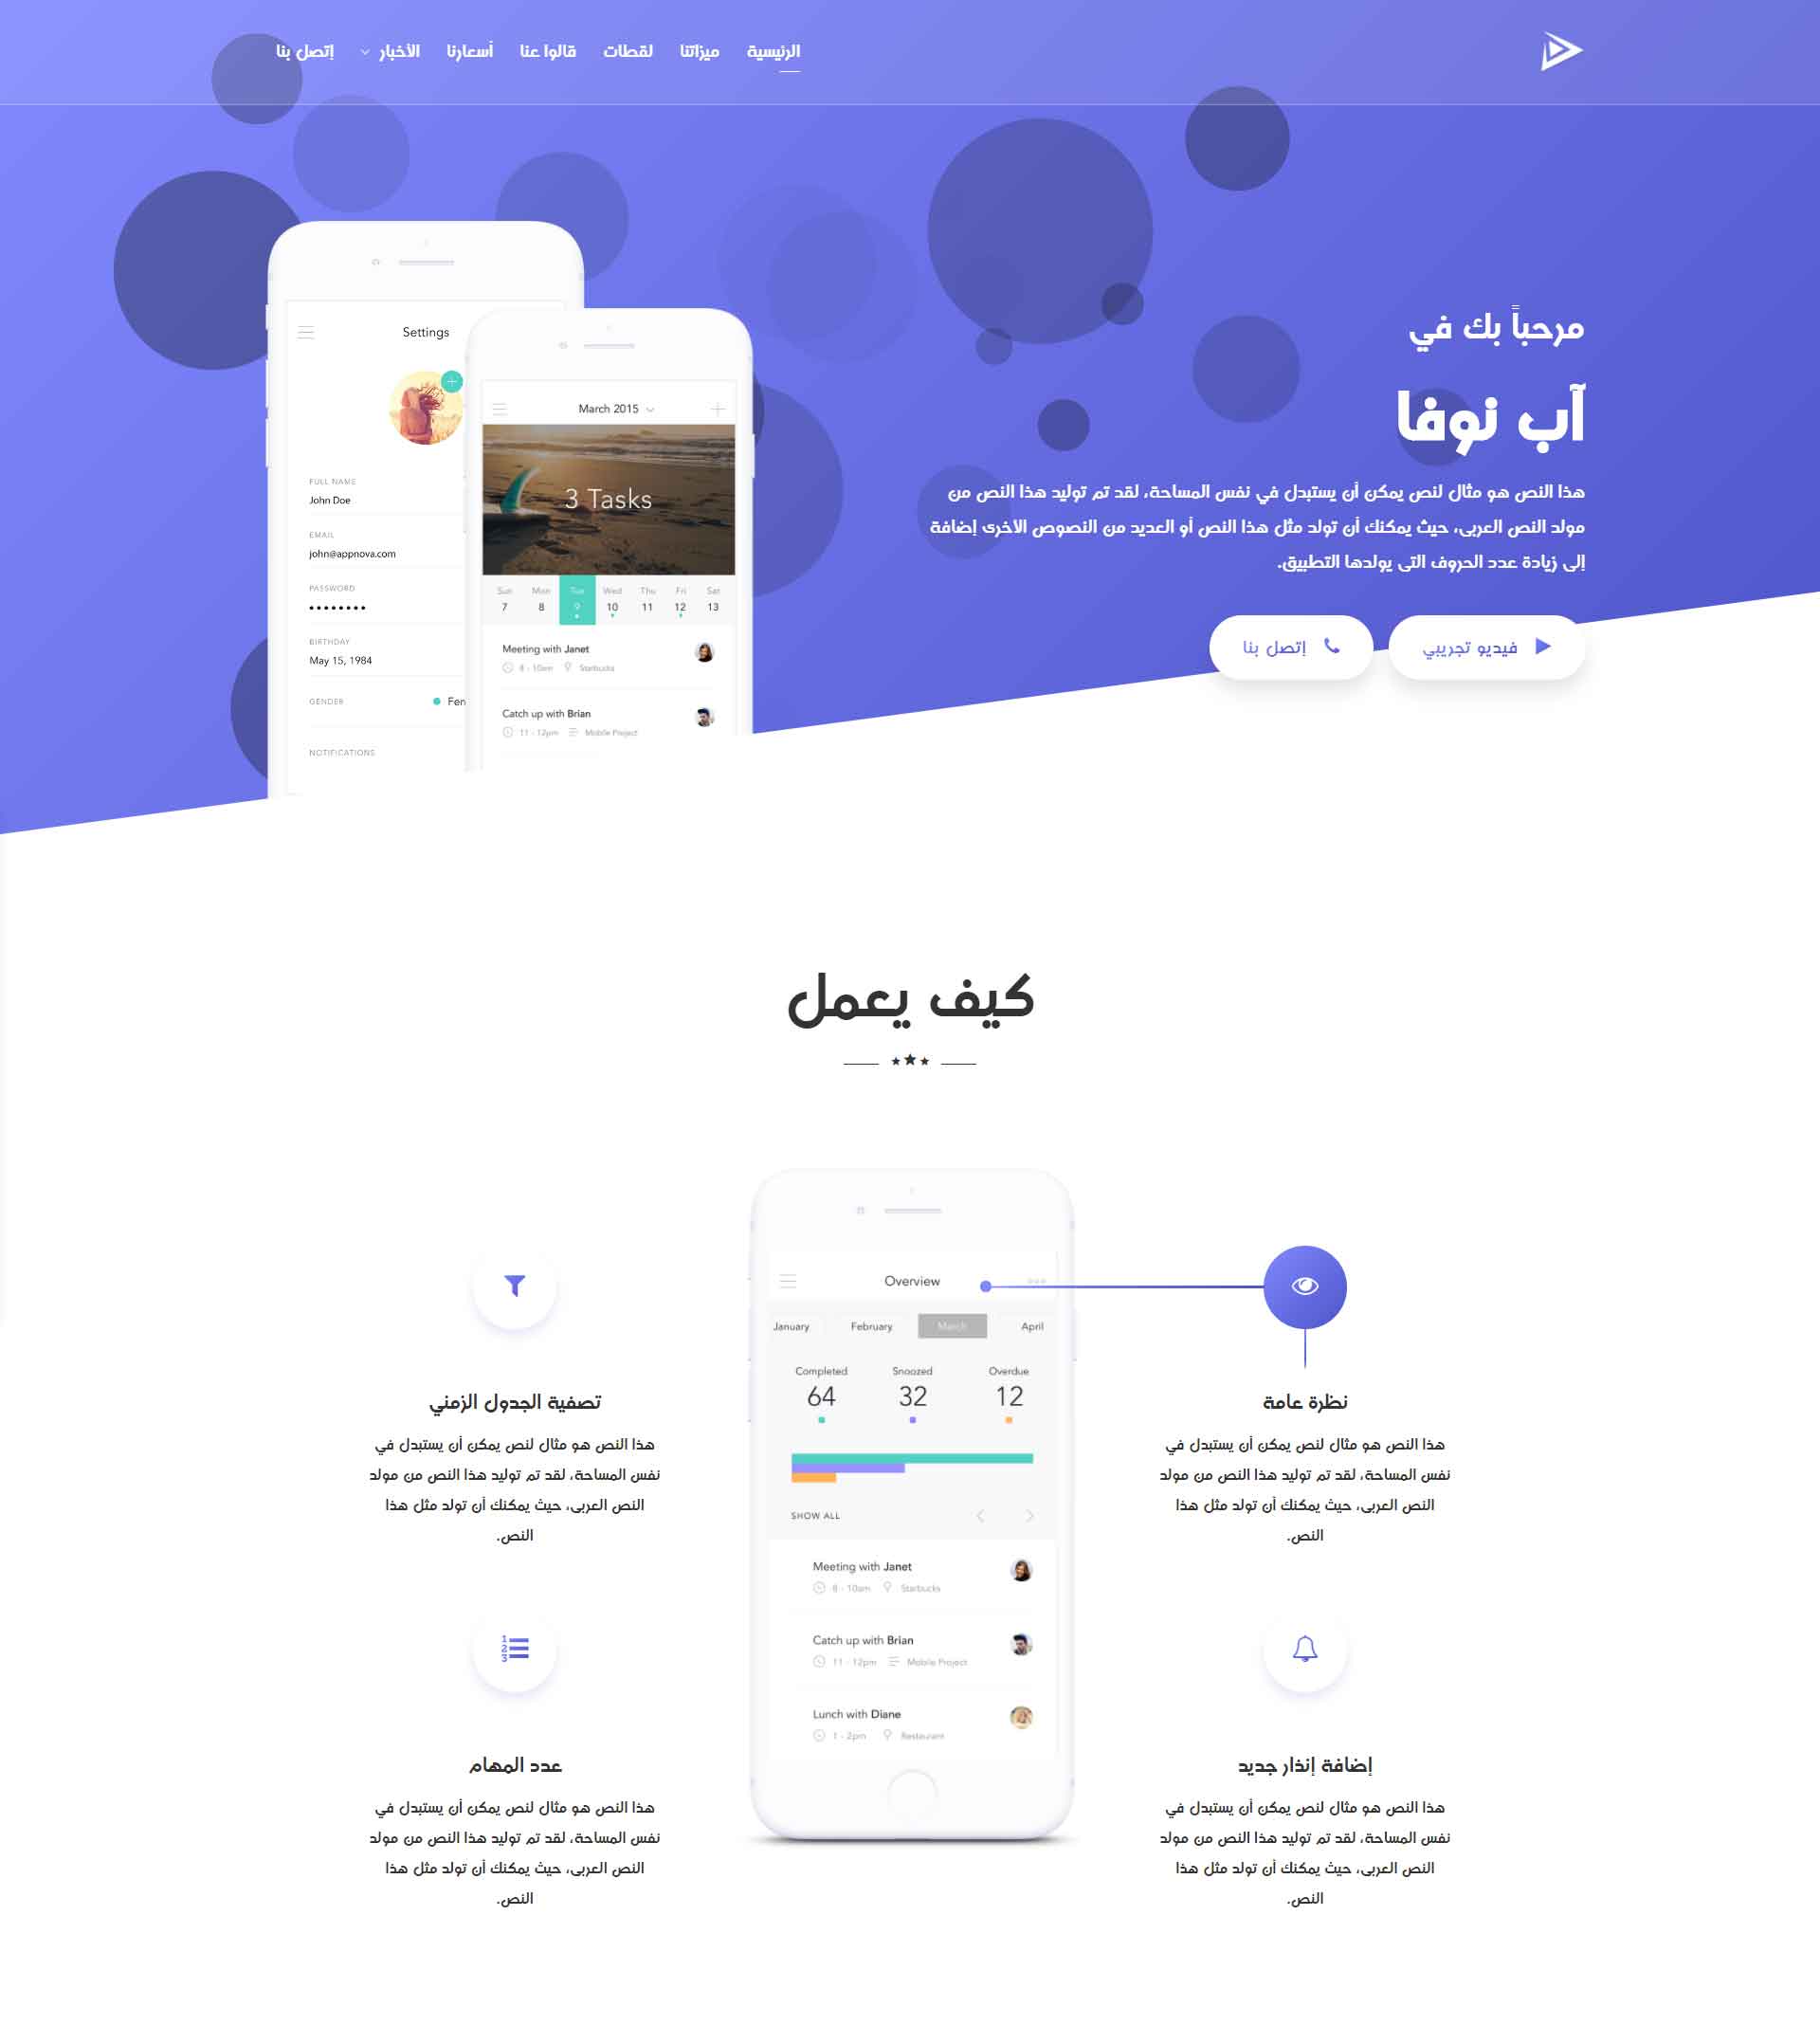 الرئيسية
ميزاتنا
لقطات
قالوا عنا
أسعارنا
الأخبار
إتصل بنا
مرحباً بك في
آب نوفا
هذا النص هو مثال لنص يمكن أن يستبدل في نفس المساحة، لقد تم توليد هذا النص من
مولد النص العربى، حيث يمكنك أن تولد مثل هذا النص أو العديد من النصوص الأخرى إضافة
إلى زيادة عدد الحروف التى يولدها التطبيق.
فيديو تجريبي
إتصل بنا
Settings
FULL NAME
John Doe
EMAIL
john@appnova.com
PASSWORD
BIRTHDAY
May 15, 1984
GENDER
Fen
NOTIFICATIONS
March 2015
3 Tasks
Sun Mon Tue Wed Thu Fri Sat
7 8 9 10 11 12 13
Meeting with Janet
8 - 10am Starbucks
Catch up with Brian
11 - 12pm Mobile Project
كيف يعمل
نظرة عامة
هذا النص هو مثال لنص يمكن أن يستبدل في
نفس المساحة، لقد تم توليد هذا النص من مولد
النص العربى، حيث يمكنك أن تولد مثل هذا
النص.
إضافة إنذار جديد
هذا النص هو مثال لنص يمكن أن يستبدل في
نفس المساحة، لقد تم توليد هذا النص من مولد
النص العربى، حيث يمكنك أن تولد مثل هذا
النص.
Overview
January February March April
Completed Snoozed Overdue
64 32 12
SHOW ALL
Meeting with Janet
8 - 10am Starbucks
Catch up with Brian
11 - 12pm Mobile Project
Lunch with Diane
1 - 2pm Restaurant
تصفية الجدول الزمني
هذا النص هو مثال لنص يمكن أن يستبدل في
نفس المساحة، لقد تم توليد هذا النص من مولد
النص العربى، حيث يمكنك أن تولد مثل هذا
النص.
1
2
3
عدد المهام
هذا النص هو مثال لنص يمكن أن يستبدل في
نفس المساحة، لقد تم توليد هذا النص من مولد
النص العربى، حيث يمكنك أن تولد مثل هذا
النص.